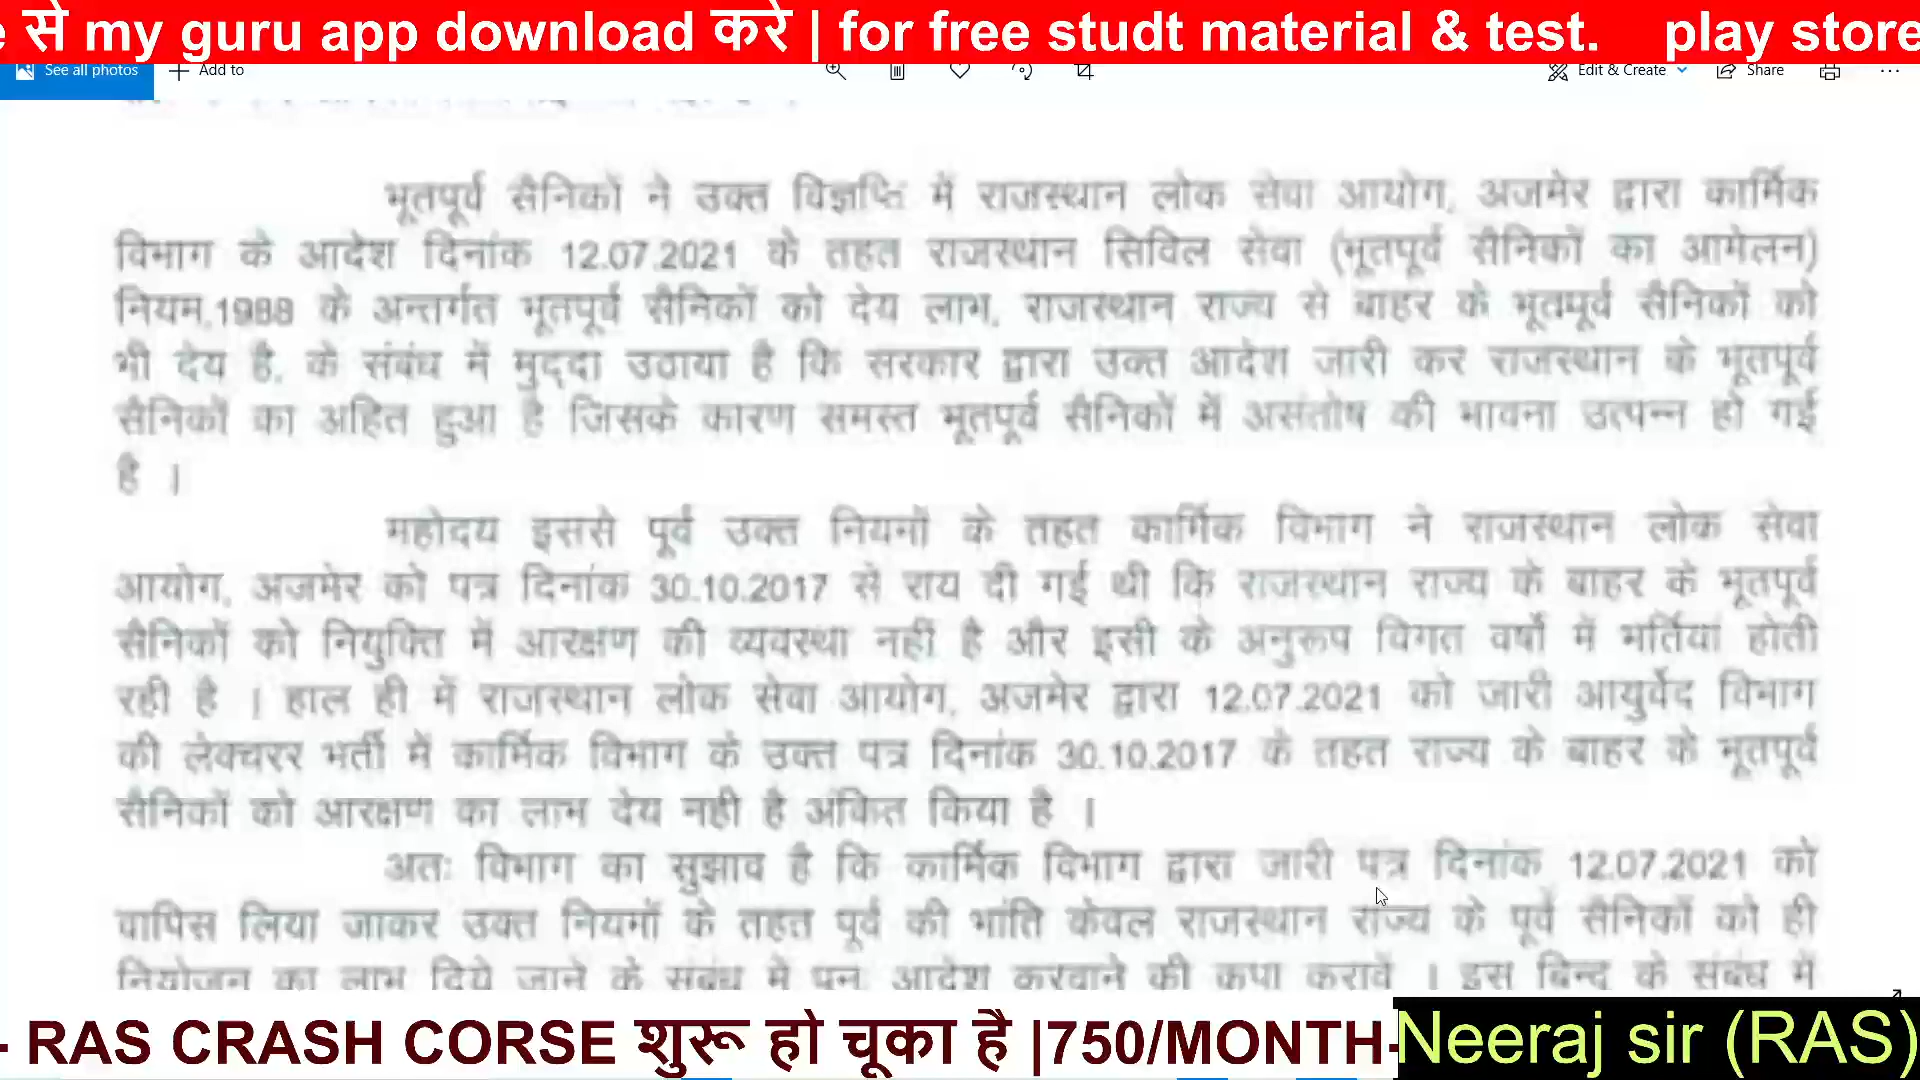 से my guru app download करे | for free studt material & test. play store
See all photos
Add to
Edit & Create
Share
भूतपूर्व सैनिकों ने उक्त विज्ञप्ति में राजस्थान लोक सेवा आयोग, अजमेर द्वारा कार्मिक
विभाग के आदेश दिनांक 12.07.2021 के तहत राजस्थान सिविल सेवा (भूतपूर्व सैनिकों का आमेलन)
नियम,1988 के अन्तर्गत भूतपूर्व सैनिकों को देय लाभ, राजस्थान राज्य से बाहर के भूतपूर्व सैनिकों को
भी देय है, के संबंध में मुद्दा उठाया है कि सरकार द्वारा उक्त आदेश जारी कर राजस्थान के भूतपूर्व
सैनिकों का अहित हुआ है जिसके कारण समस्त भूतपूर्व सैनिकों में असंतोष की भावना उत्पन्न हो गई
है ।
महोदय इससे पूर्व उक्त नियमों के तहत कार्मिक विभाग ने राजस्थान लोक सेवा
आयोग, अजमेर को पत्र दिनांक 30.10.2017 से राय दी गई थी कि राजस्थान राज्य के बाहर के भूतपूर्व
सैनिकों को नियुक्ति में आरक्षण की व्यवस्था नहीं है और इसी के अनुरूप विगत वर्षो में भर्तिया होती
रही है । हाल ही में राजस्थान लोक सेवा आयोग, अजमेर द्वारा 12.07.2021 को जारी आयुर्वेद विभाग
की लेक्चरर भर्ती में कार्मिक विभाग के उक्त पत्र दिनांक 30.10.2017 के तहत राज्य के बाहर के भूतपूर्व
सैनिकों को आरक्षण का लाभ देय नही है अंकित किया है ।
अतः विभाग का सुझाव है कि कार्मिक विभाग द्वारा जारी पत्र दिनांक 12.07.2021 को
वापिस लिया जाकर उक्त नियमों के तहत पूर्व की भांति केवल राजस्थान राज्य के पूर्व सैनिकों को ही
नियोजन का लाभ दिये जाने के संबंध में पुन: आदेश करवाने की कृपा करावें । इस बिन्दु के संबंध में
- RAS CRASH CORSE शुरू हो चूका है |750/MONTH-
Neeraj sir (RAS)